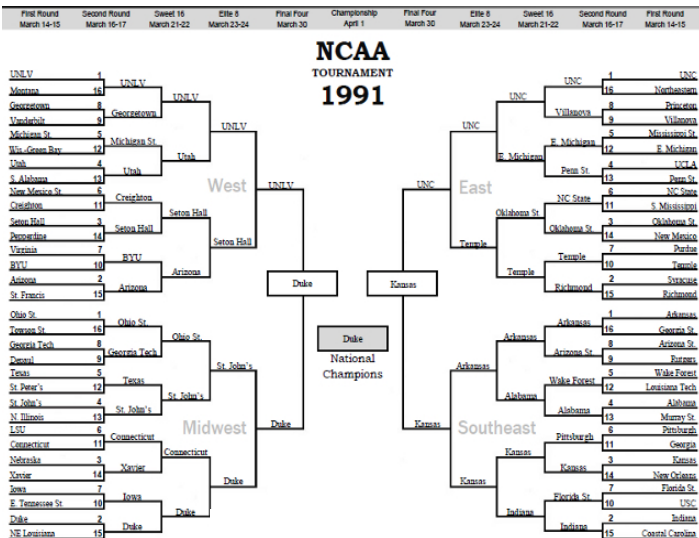 First Round Second Round Sweet 16 Elite 8 Final Four Championship Final Four Elite 8 Sweet 16 Second Round First Round
March 14-15 March 16-17 March 21-22 March 23-24 March 30 April 1 March 30 March 23-24 March 21-22 March 16-17 March 14-15
NCAA
TOURNAMENT
1991
UNLV 1
Montana 16
Georgetown 8
Vanderbilt 9
Michigan St. 5
Wis.-Green Bay 12
Utah 4
S. Alabama 13
New Mexico St. 6
Creighton 11
Seton Hall 3
Pepperdine 14
Virginia 7
BYU 10
Arizona 2
St. Francis 15
UNLV
Georgetown
Michigan St.
Utah
Creighton
Seton Hall
BYU
Arizona
UNLV
Utah
Seton Hall
Arizona
UNLV
Seton Hall
West
UNLV
Ohio St. 1
Towson St. 16
Georgia Tech 8
Depaul 9
Texas 5
St. Peter's 12
St. John's 4
N. Illinois 13
LSU 6
Connecticut 11
Nebraska 3
Xavier 14
Iowa 7
E. Tennessee St. 10
Duke 2
NE Louisiana 15
Ohio St.
Georgia Tech
Texas
St. John's
Connecticut
Xavier
Iowa
Duke
Ohio St.
St. John's
Connecticut
Duke
St. John's
Duke
Midwest
Duke
Duke
Kansas
Duke
National
Champions
UNC
East
UNC
Temple
UNC
E. Michigan
Oklahoma St.
Temple
UNC
Villanova
E. Michigan
Penn St.
NC State
Oklahoma St.
Temple
Richmond
1 UNC
16 Northeastern
8 Princeton
9 Villanova
5 Mississippi St.
12 E. Michigan
4 UCLA
13 Penn St.
6 NC State
11 S. Mississippi
3 Oklahoma St.
14 New Mexico
7 Purdue
10 Temple
2 Syracuse
15 Richmond
Kansas
Southeast
Arkansas
Kansas
Arkansas
Alabama
Kansas
Indiana
Arkansas
Arizona St.
Wake Forest
Alabama
Pittsburgh
Kansas
Florida St.
Indiana
1 Arkansas
16 Georgia St.
8 Arizona St.
9 Rutgers
5 Wake Forest
12 Louisiana Tech
4 Alabama
13 Murray St.
6 Pittsburgh
11 Georgia
3 Kansas
14 New Orleans
7 Florida St.
10 USC
2 Indiana
15 Coastal Carolina